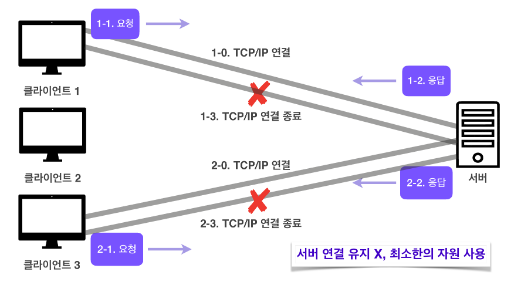 1-1. 요청
1-0. TCP/IP 연결
1-2. 응답
클라이언트 1
1-3. TCP/IP 연결 종료
클라이언트 2
2-0. TCP/IP 연결
서버
2-2. 응답
2-3. TCP/IP 연결 종료
클라이언트 3
2-1. 요청
서버 연결 유지 X, 최소한의 자원 사용